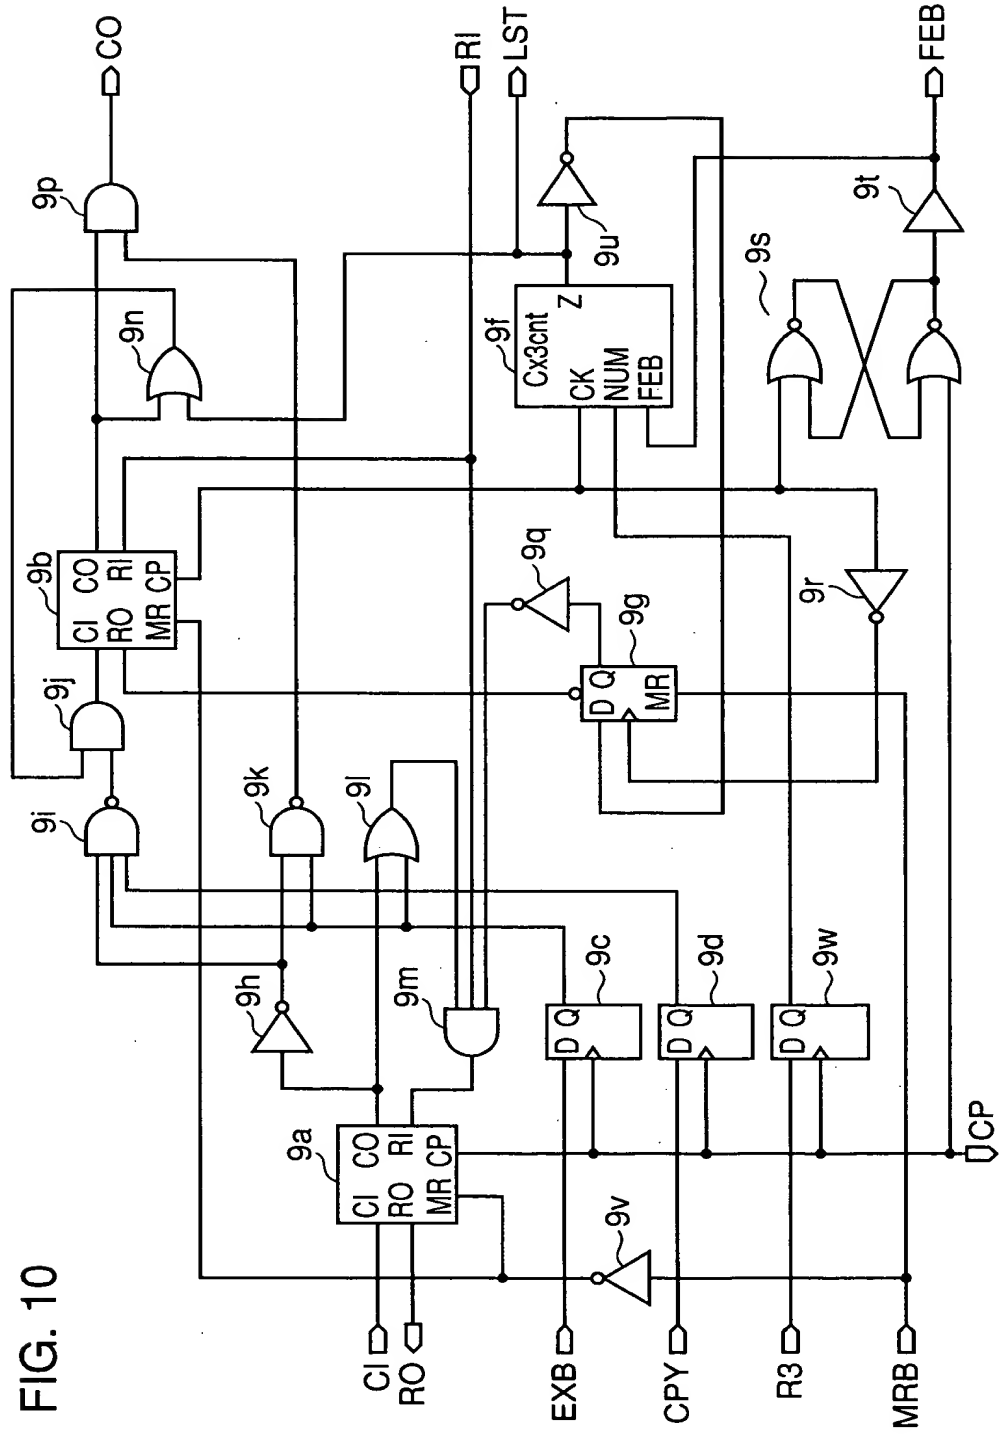 FIG. 10
CI
RO
EXB
CPY
R3
MRB
CP
CO
RI
LST
FEB
9a
CI CO
RO RI
MR CP
9b
CI CO
RO RI
MR CP
9c
D Q
9d
D Q
9w
D Q
9f
Cx3cnt
CK Z
NUM
FEB
9g
D Q
MR
9h
9i
9j
9k
9l
9m
9n
9p
9q
9r
9s
9t
9u
9v